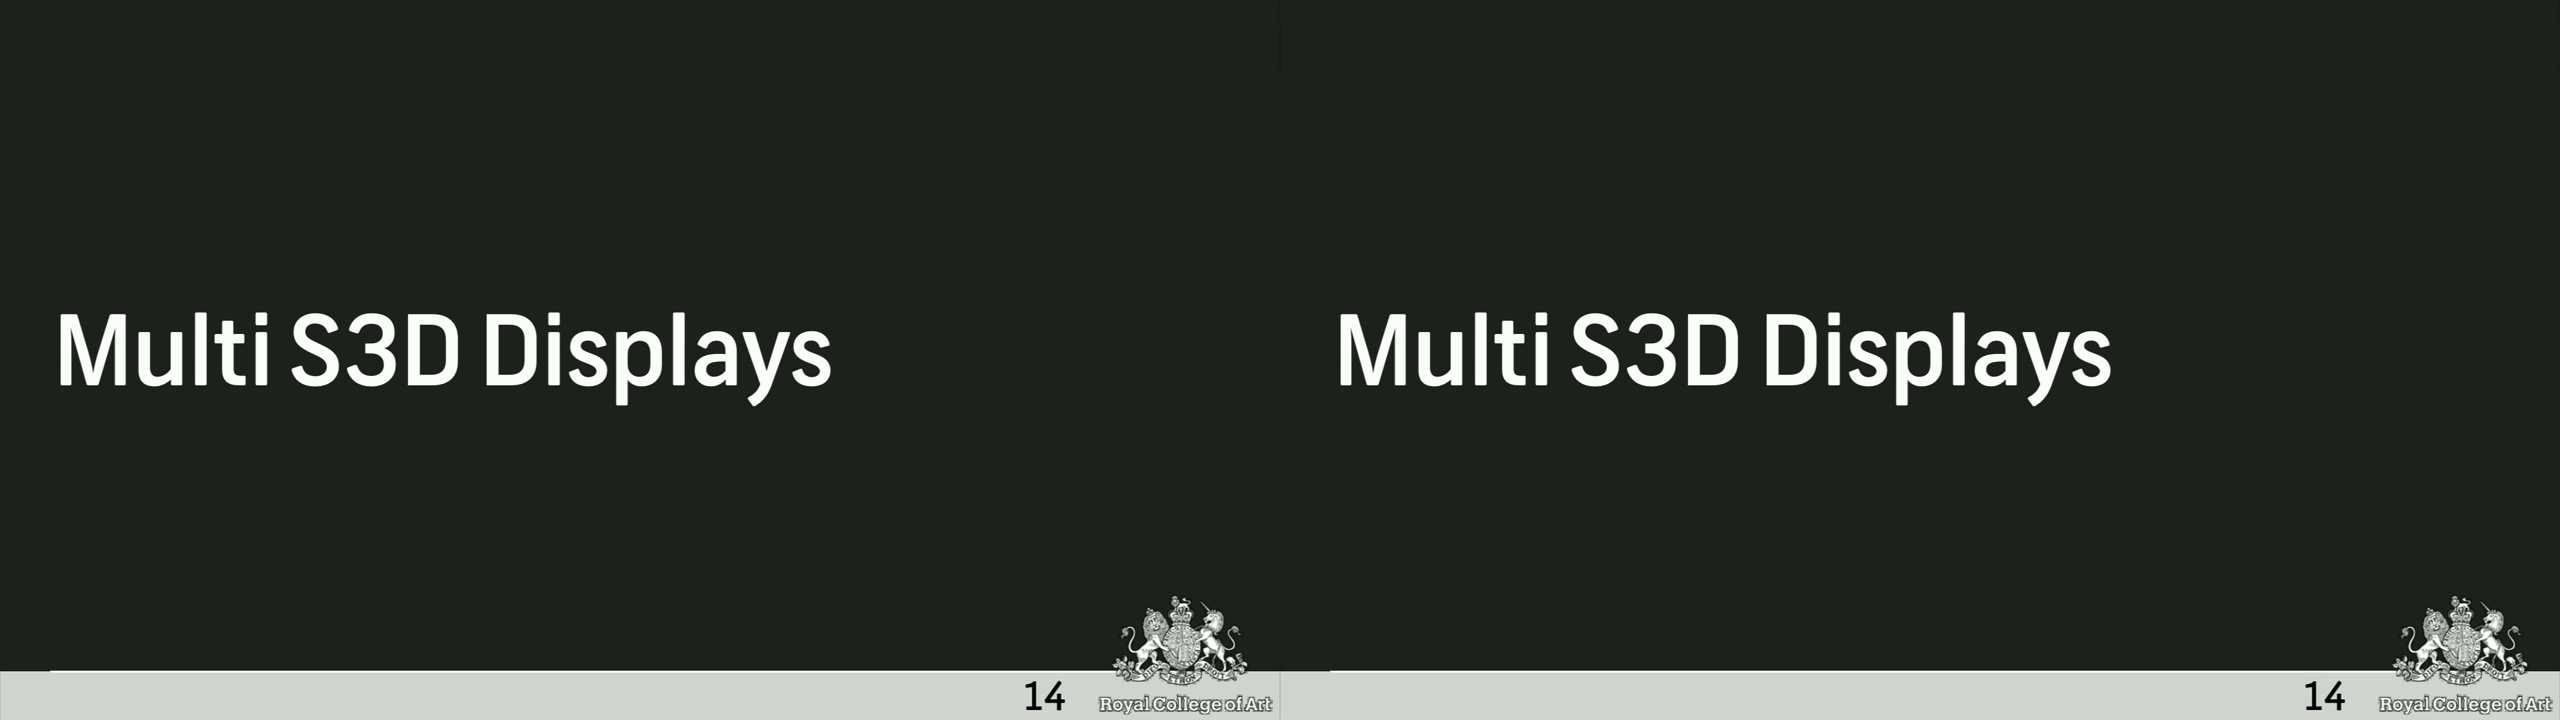 Multi S3D Displays
14
Royal College of Art
Multi S3D Displays
14
Royal College of Art